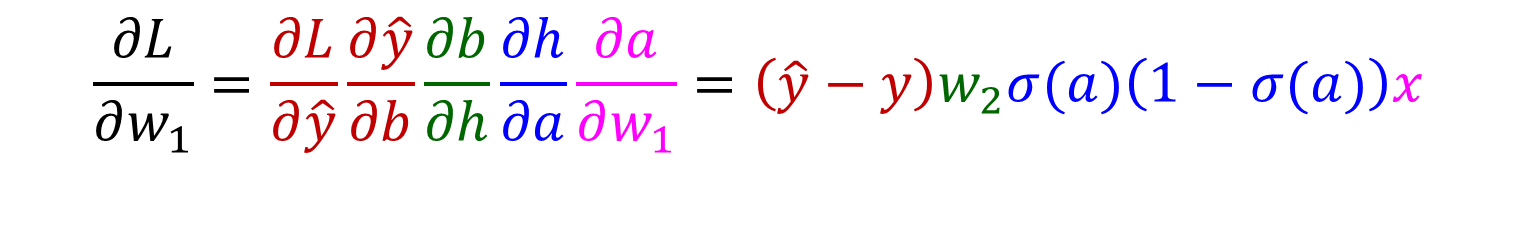 ∂L/∂w₁ = ∂L/∂ŷ ∂ŷ/∂b ∂b/∂h ∂h/∂a ∂a/∂w₁ = (ŷ − y)w₂σ(a)(1 − σ(a))x